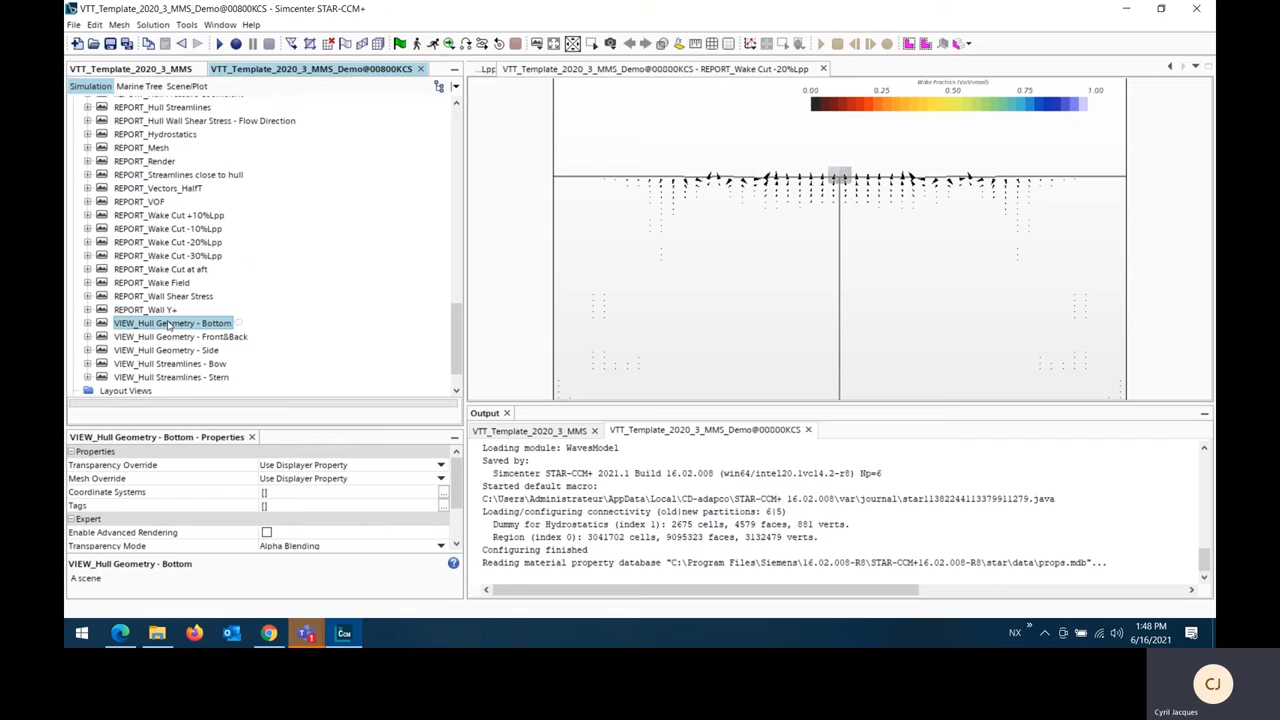 VTT_Template_2020_3_MMS_Demo@00800KCS - Simcenter STAR-CCM+
File Edit Mesh Solution Tools Window Help
VTT_Template_2020_3_MMS
VTT_Template_2020_3_MMS_Demo@00800KCS
...Lpp
VTT_Template_2020_3_MMS_Demo@00800KCS - REPORT_Wake Cut -20%Lpp
Simulation Marine Tree Scene/Plot
REPORT_Hull Streamlines
REPORT_Hull Wall Shear Stress - Flow Direction
REPORT_Hydrostatics
REPORT_Mesh
REPORT_Render
REPORT_Streamlines close to hull
REPORT_Vectors_HalfT
REPORT_VOF
REPORT_Wake Cut +10%Lpp
REPORT_Wake Cut -10%Lpp
REPORT_Wake Cut -20%Lpp
REPORT_Wake Cut -30%Lpp
REPORT_Wake Cut at aft
REPORT_Wake Field
REPORT_Wall Shear Stress
REPORT_Wall Y+
VIEW_Hull Geometry - Bottom
VIEW_Hull Geometry - Front&Back
VIEW_Hull Geometry - Side
VIEW_Hull Streamlines - Bow
VIEW_Hull Streamlines - Stern
Layout Views
Wake Fraction (Vx/Vvessel)
0.00 0.25 0.50 0.75 1.00
VIEW_Hull Geometry - Bottom - Properties
Properties
Transparency Override Use Displayer Property
Mesh Override Use Displayer Property
Coordinate Systems []
Tags []
Expert
Enable Advanced Rendering
Transparency Mode Alpha Blending
VIEW_Hull Geometry - Bottom
A scene
Output
VTT_Template_2020_3_MMS
VTT_Template_2020_3_MMS_Demo@00800KCS
Loading module: WavesModel
Saved by:
Simcenter STAR-CCM+ 2021.1 Build 16.02.008 (win64/intel20.1vc14.2-r8) Np=6
Started default macro:
C:\Users\Administrateur\AppData\Local\CD-adapco\STAR-CCM+ 16.02.008\var\journal\star11382244113379911279.java
Loading/configuring connectivity (old|new partitions: 6|5)
Dummy for Hydrostatics (index 1): 2675 cells, 4579 faces, 881 verts.
Region (index 0): 3041702 cells, 9095323 faces, 3132479 verts.
Configuring finished
Reading material property database "C:\Program Files\Siemens\16.02.008-R8\STAR-CCM+16.02.008-R8\star\data\props.mdb"...
NX
1:48 PM
6/16/2021
CJ
Cyril Jacques